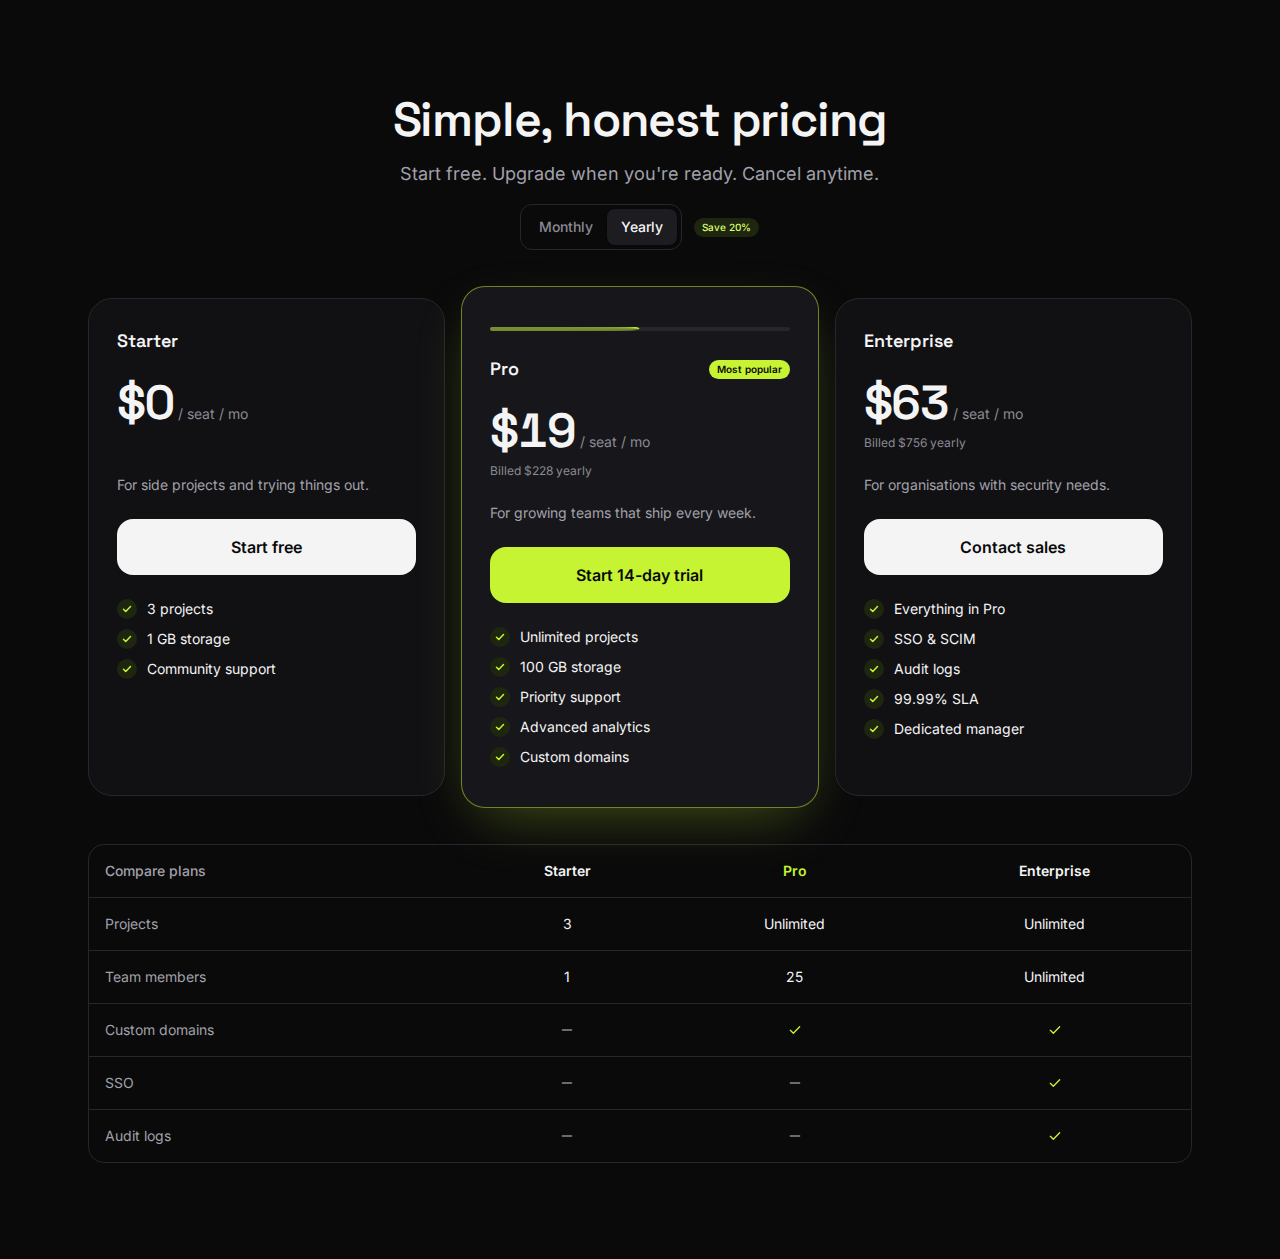 Simple, honest pricing
Start free. Upgrade when you're ready. Cancel anytime.
Monthly Yearly Save 20%
Starter
$0 / seat / mo
For side projects and trying things out.
Start free
3 projects
1 GB storage
Community support
Pro Most popular
$19 / seat / mo
Billed $228 yearly
For growing teams that ship every week.
Start 14-day trial
Unlimited projects
100 GB storage
Priority support
Advanced analytics
Custom domains
Enterprise
$63 / seat / mo
Billed $756 yearly
For organisations with security needs.
Contact sales
Everything in Pro
SSO & SCIM
Audit logs
99.99% SLA
Dedicated manager
Compare plans Starter Pro Enterprise
Projects 3 Unlimited Unlimited
Team members 1 25 Unlimited
Custom domains — ✓ ✓
SSO — — ✓
Audit logs — — ✓